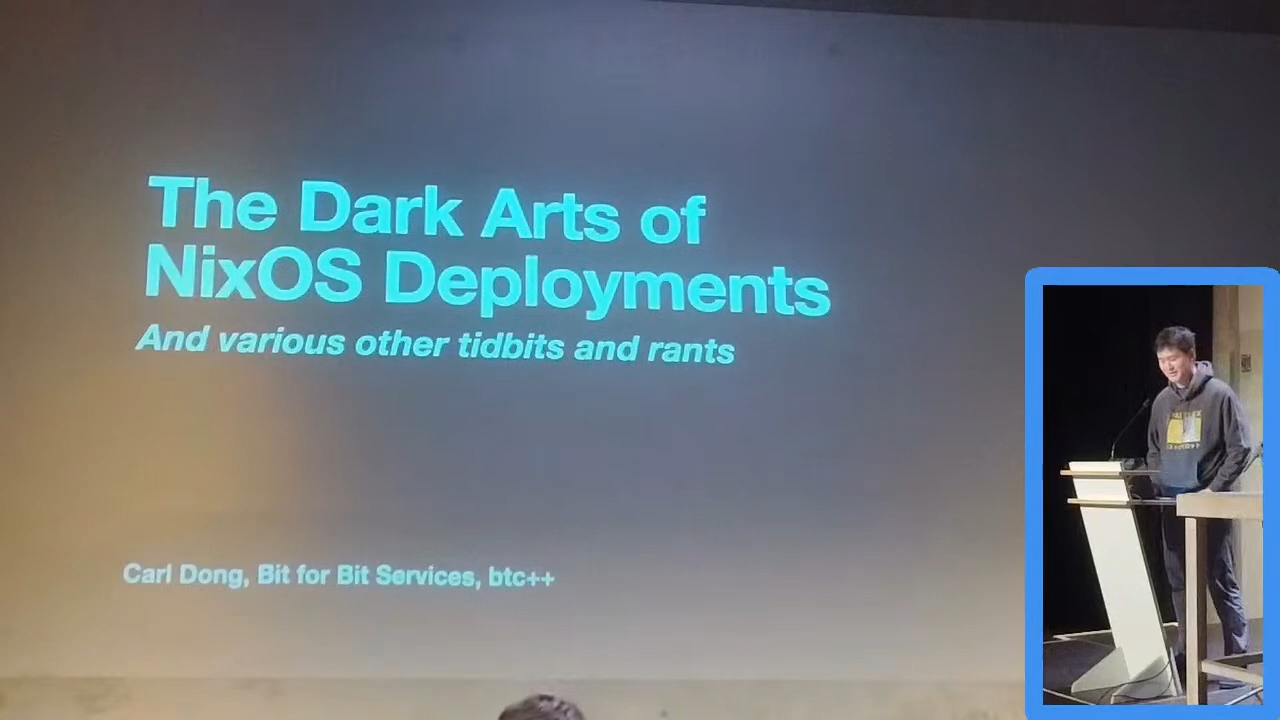 The Dark Arts of
NixOS Deployments
And various other tidbits and rants
Carl Dong, Bit for Bit Services, btc++